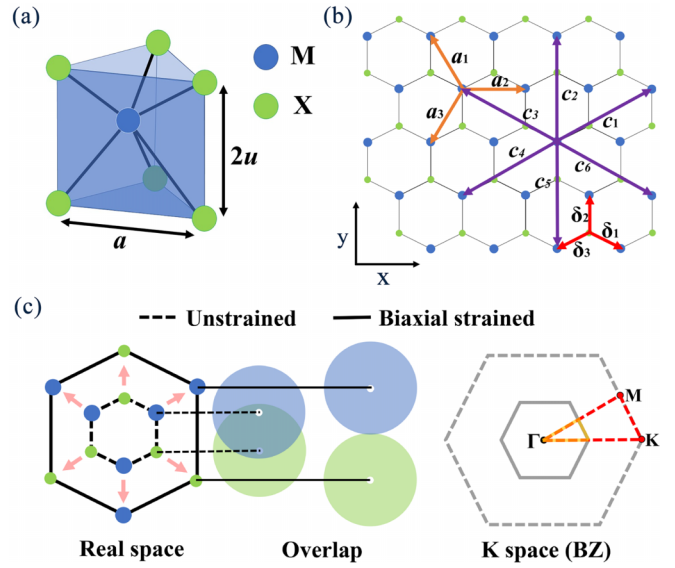 (a)
M
X
2u
a
(b)
a1
a2
a3
c3
c2
c1
c4
c5
c6
δ2
δ1
δ3
y
x
(c)
Unstrained
Biaxial strained
M
Γ
K
Real space
Overlap
K space (BZ)